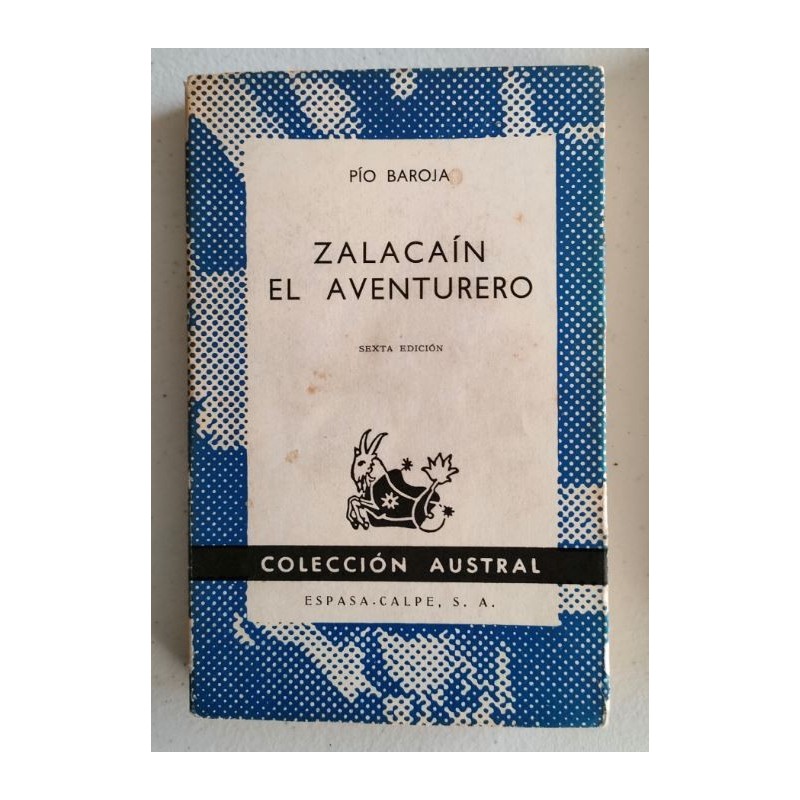 PÍO BAROJA
ZALACAÍN
EL AVENTURERO
SEXTA EDICIÓN
COLECCIÓN AUSTRAL
ESPASA-CALPE, S. A.